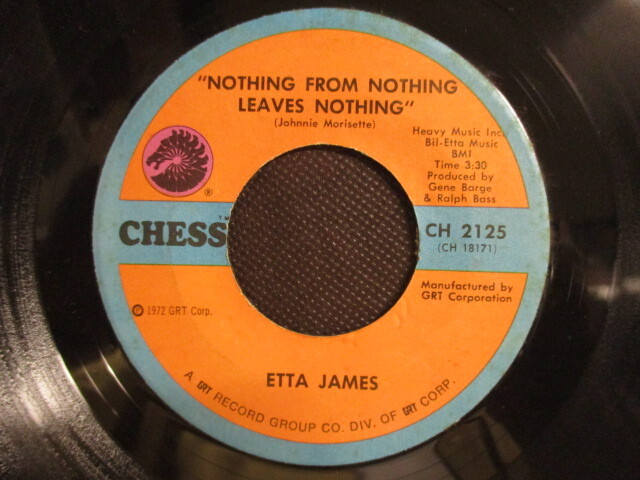 "NOTHING FROM NOTHING
LEAVES NOTHING"
(Johnnie Morisette)
Heavy Music Inc.
Bil-Etta Music
BMI
Time 3:30
Produced by
Gene Barge
& Ralph Bass
®
CHESS™
CH 2125
(CH 18171)
Manufactured by
GRT Corporation
℗ 1972 GRT Corp.
ETTA JAMES
A GRT RECORD GROUP CO. DIV. OF GRT CORP.